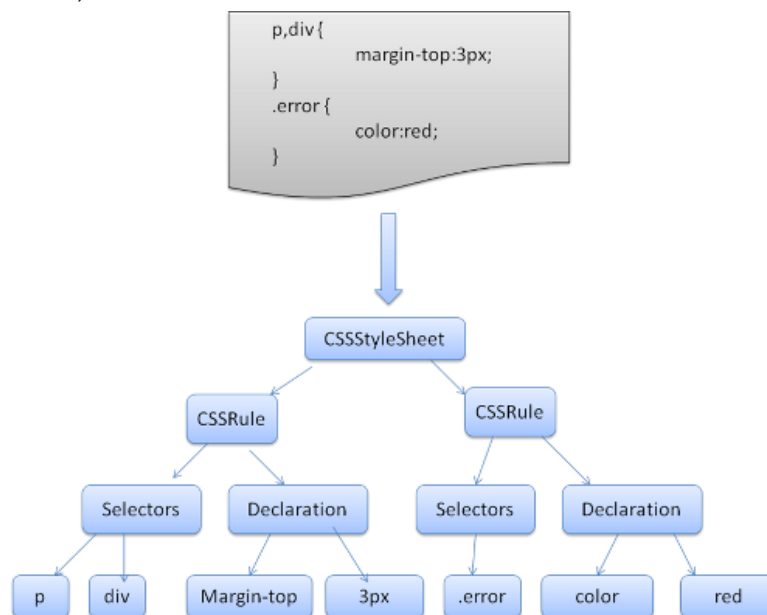 p,div {
margin-top:3px;
}
.error {
color:red;
}
CSSStyleSheet
CSSRule
CSSRule
Selectors
Declaration
Selectors
Declaration
p
div
Margin-top
3px
.error
color
red